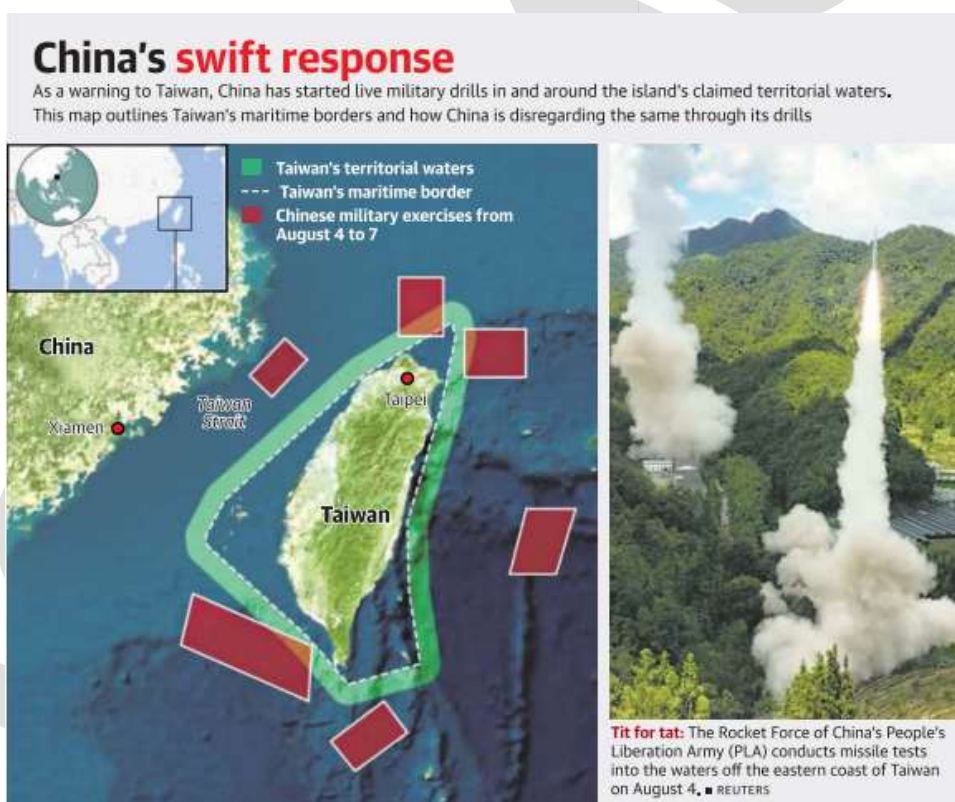 China's swift response
As a warning to Taiwan, China has started live military drills in and around the island's claimed territorial waters.
This map outlines Taiwan's maritime borders and how China is disregarding the same through its drills
Taiwan's territorial waters
Taiwan's maritime border
Chinese military exercises from
August 4 to 7
China
Taiwan
Strait
Xiamen
Taipei
Taiwan
Tit for tat: The Rocket Force of China's People's
Liberation Army (PLA) conducts missile tests
into the waters off the eastern coast of Taiwan
on August 4. ■ REUTERS